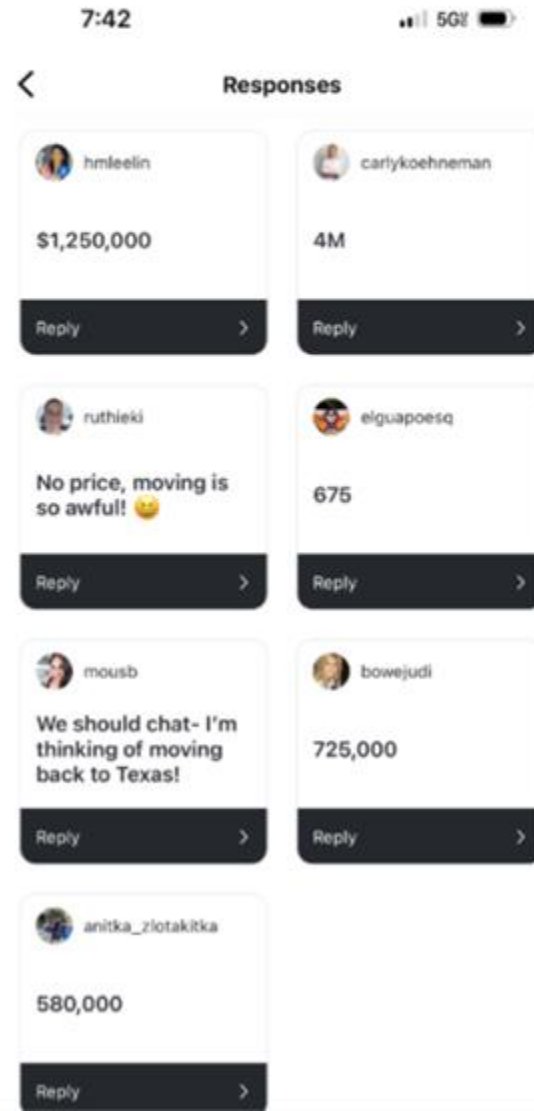 7:42
5G
Responses
hmleelin
carlykoehneman
$1,250,000
4M
Reply
Reply
ruthieki
elguapoesq
No price, moving is
so awful! 😆
675
Reply
Reply
mousb
bowejudi
We should chat- I'm
thinking of moving
back to Texas!
725,000
Reply
Reply
anitka_zlotakitka
580,000
Reply